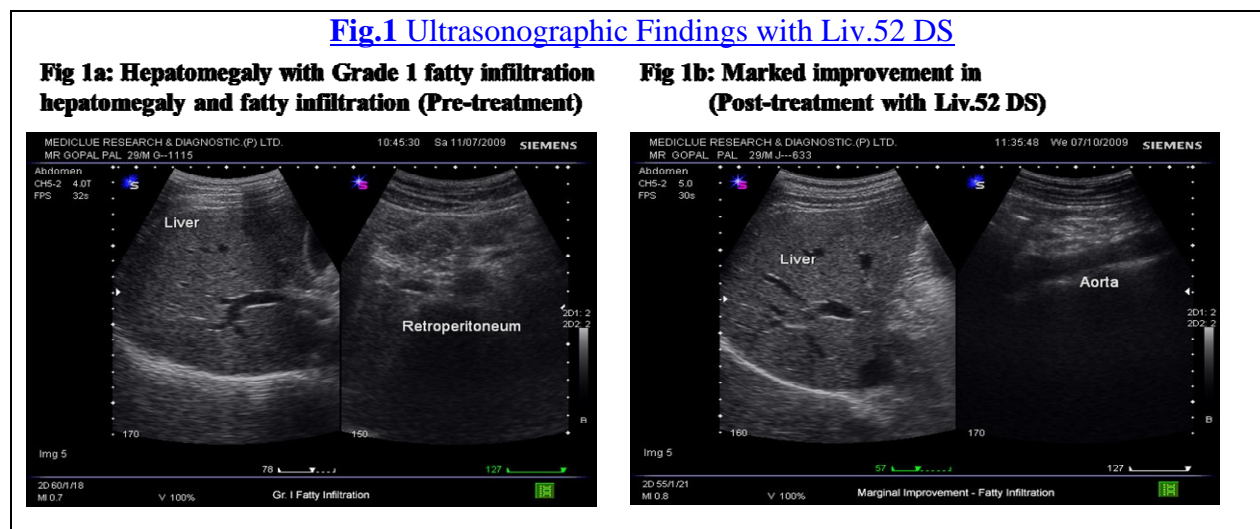 Fig.1 Ultrasonographic Findings with Liv.52 DS
Fig 1a: Hepatomegaly with Grade 1 fatty infiltration
hepatomegaly and fatty infiltration (Pre-treatment)
Fig 1b: Marked improvement in
(Post-treatment with Liv.52 DS)
MEDICLUE RESEARCH & DIAGNOSTIC.(P) LTD.
10:45:30 Sa 11/07/2009 SIEMENS
MR GOPAL PAL 29/M G--1115
Abdomen
CH5-2 4.0T
FPS 32s
S
S
Liver
Retroperitoneum
2D1: 2
2D2: 2
B
170
150
Img 5
78
127
2D 60/1/18
MI 0.7
V 100%
Gr. I Fatty Infiltration
MEDICLUE RESEARCH & DIAGNOSTIC.(P) LTD.
11:35:48 We 07/10/2009 SIEMENS
MR GOPAL PAL 29/M J---633
Abdomen
CH5-2 5.0
FPS 30s
S
S
Liver
Aorta
2D1: 2
2D2: 2
B
160
170
Img 5
57
127
2D 55/1/21
MI 0.8
V 100%
Marginal Improvement - Fatty Infiltration